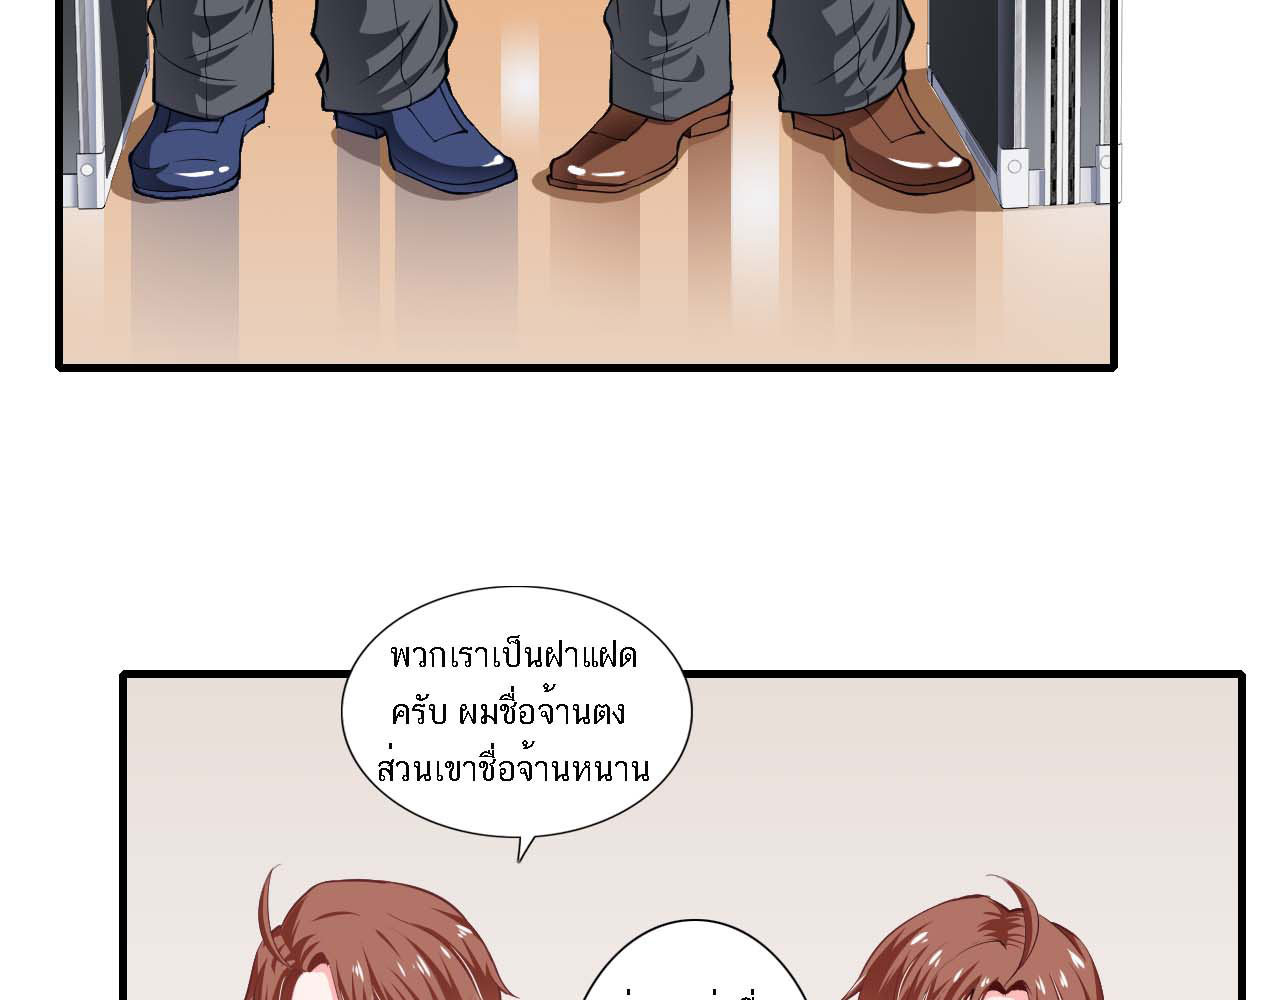 พวกเราเป็นฝาแฝด
ครับ ผมชื่อจ้านตง
ส่วนเขาชื่อจ้านหนาน